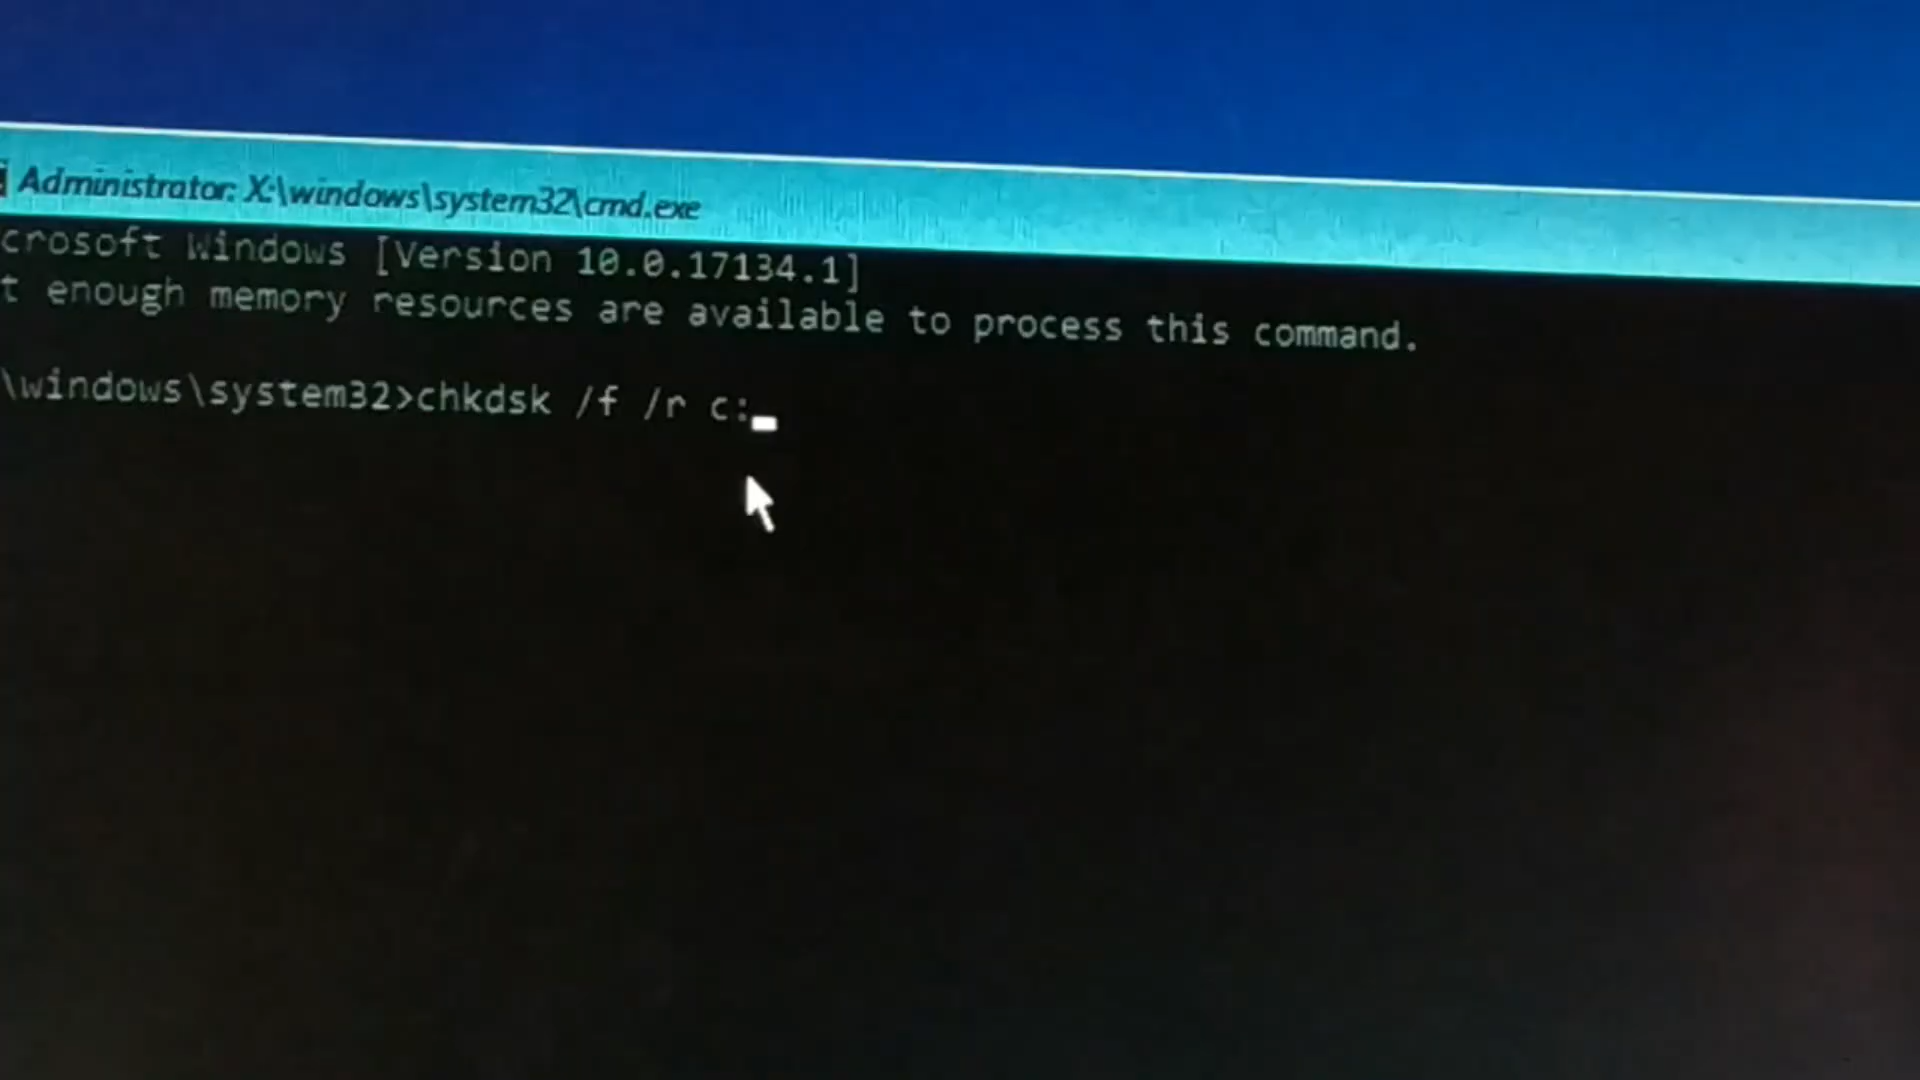 Administrator: X:\windows\system32\cmd.exe
crosoft Windows [Version 10.0.17134.1]
t enough memory resources are available to process this command.
\windows\system32>chkdsk /f /r c: